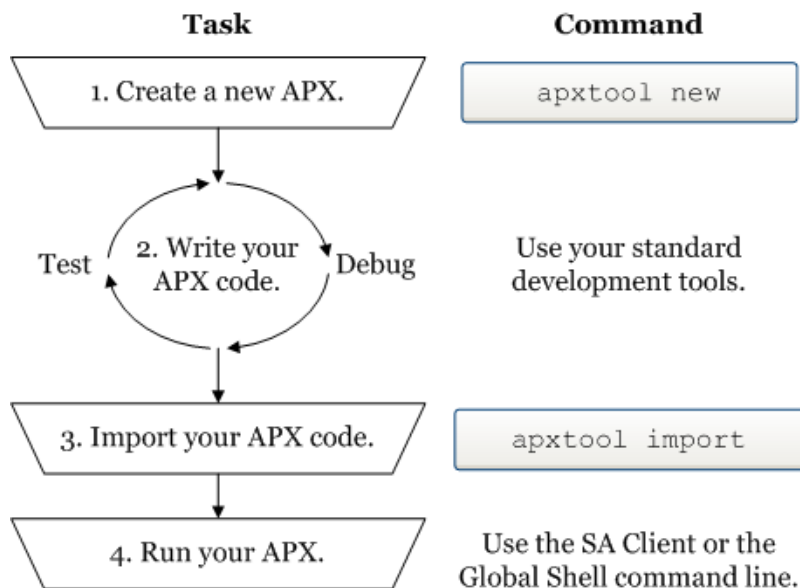 Task
Command
1. Create a new APX.
apxtool new
Test
2. Write your
APX code.
Debug
Use your standard
development tools.
3. Import your APX code.
apxtool import
4. Run your APX.
Use the SA Client or the
Global Shell command line.